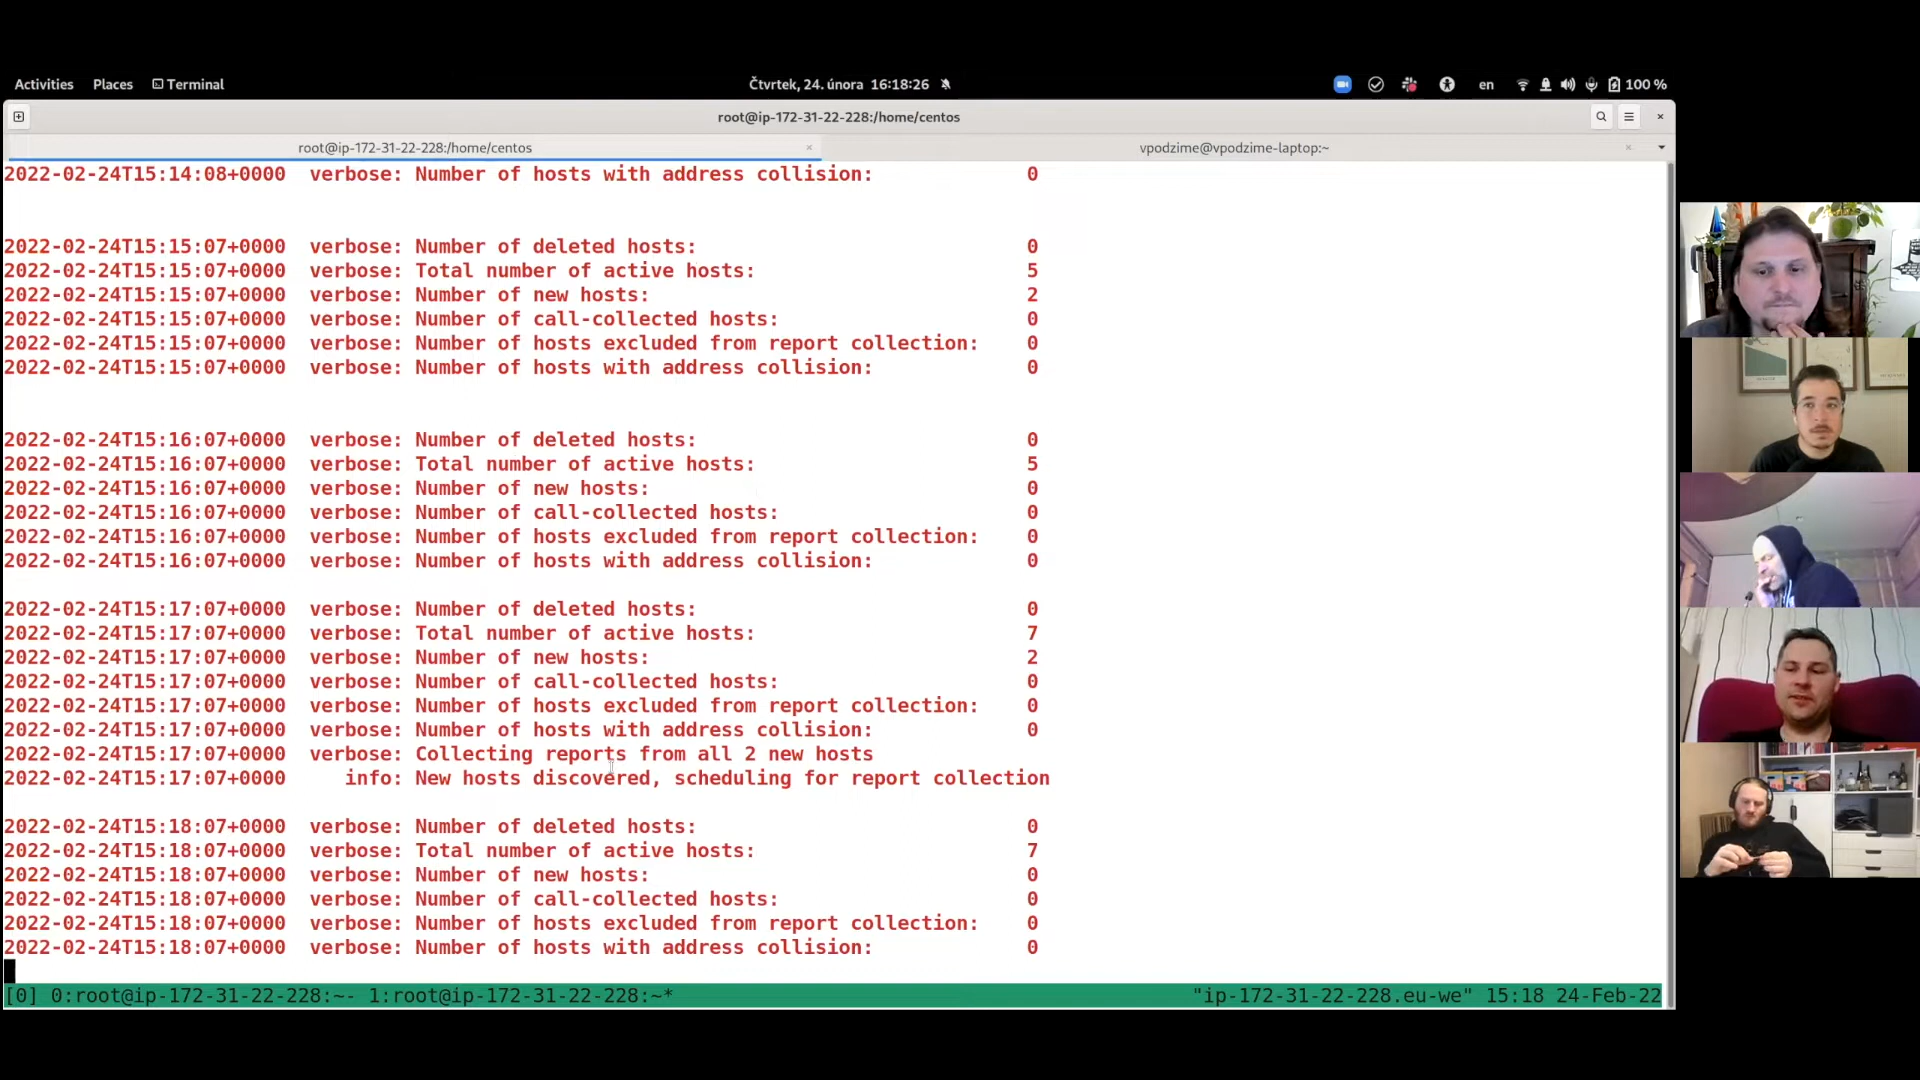 Activities Places Terminal Čtvrtek, 24. února 16:18:26 en 100 %
root@ip-172-31-22-228:/home/centos
root@ip-172-31-22-228:/home/centos × vpodzime@vpodzime-laptop:~ ×
2022-02-24T15:14:08+0000 verbose: Number of hosts with address collision: 0
2022-02-24T15:15:07+0000 verbose: Number of deleted hosts: 0
2022-02-24T15:15:07+0000 verbose: Total number of active hosts: 5
2022-02-24T15:15:07+0000 verbose: Number of new hosts: 2
2022-02-24T15:15:07+0000 verbose: Number of call-collected hosts: 0
2022-02-24T15:15:07+0000 verbose: Number of hosts excluded from report collection: 0
2022-02-24T15:15:07+0000 verbose: Number of hosts with address collision: 0
2022-02-24T15:16:07+0000 verbose: Number of deleted hosts: 0
2022-02-24T15:16:07+0000 verbose: Total number of active hosts: 5
2022-02-24T15:16:07+0000 verbose: Number of new hosts: 0
2022-02-24T15:16:07+0000 verbose: Number of call-collected hosts: 0
2022-02-24T15:16:07+0000 verbose: Number of hosts excluded from report collection: 0
2022-02-24T15:16:07+0000 verbose: Number of hosts with address collision: 0
2022-02-24T15:17:07+0000 verbose: Number of deleted hosts: 0
2022-02-24T15:17:07+0000 verbose: Total number of active hosts: 7
2022-02-24T15:17:07+0000 verbose: Number of new hosts: 2
2022-02-24T15:17:07+0000 verbose: Number of call-collected hosts: 0
2022-02-24T15:17:07+0000 verbose: Number of hosts excluded from report collection: 0
2022-02-24T15:17:07+0000 verbose: Number of hosts with address collision: 0
2022-02-24T15:17:07+0000 verbose: Collecting reports from all 2 new hosts
2022-02-24T15:17:07+0000 info: New hosts discovered, scheduling for report collection
2022-02-24T15:18:07+0000 verbose: Number of deleted hosts: 0
2022-02-24T15:18:07+0000 verbose: Total number of active hosts: 7
2022-02-24T15:18:07+0000 verbose: Number of new hosts: 0
2022-02-24T15:18:07+0000 verbose: Number of call-collected hosts: 0
2022-02-24T15:18:07+0000 verbose: Number of hosts excluded from report collection: 0
2022-02-24T15:18:07+0000 verbose: Number of hosts with address collision: 0
[0] 0:root@ip-172-31-22-228:~- 1:root@ip-172-31-22-228:~* "ip-172-31-22-228.eu-we" 15:18 24-Feb-22